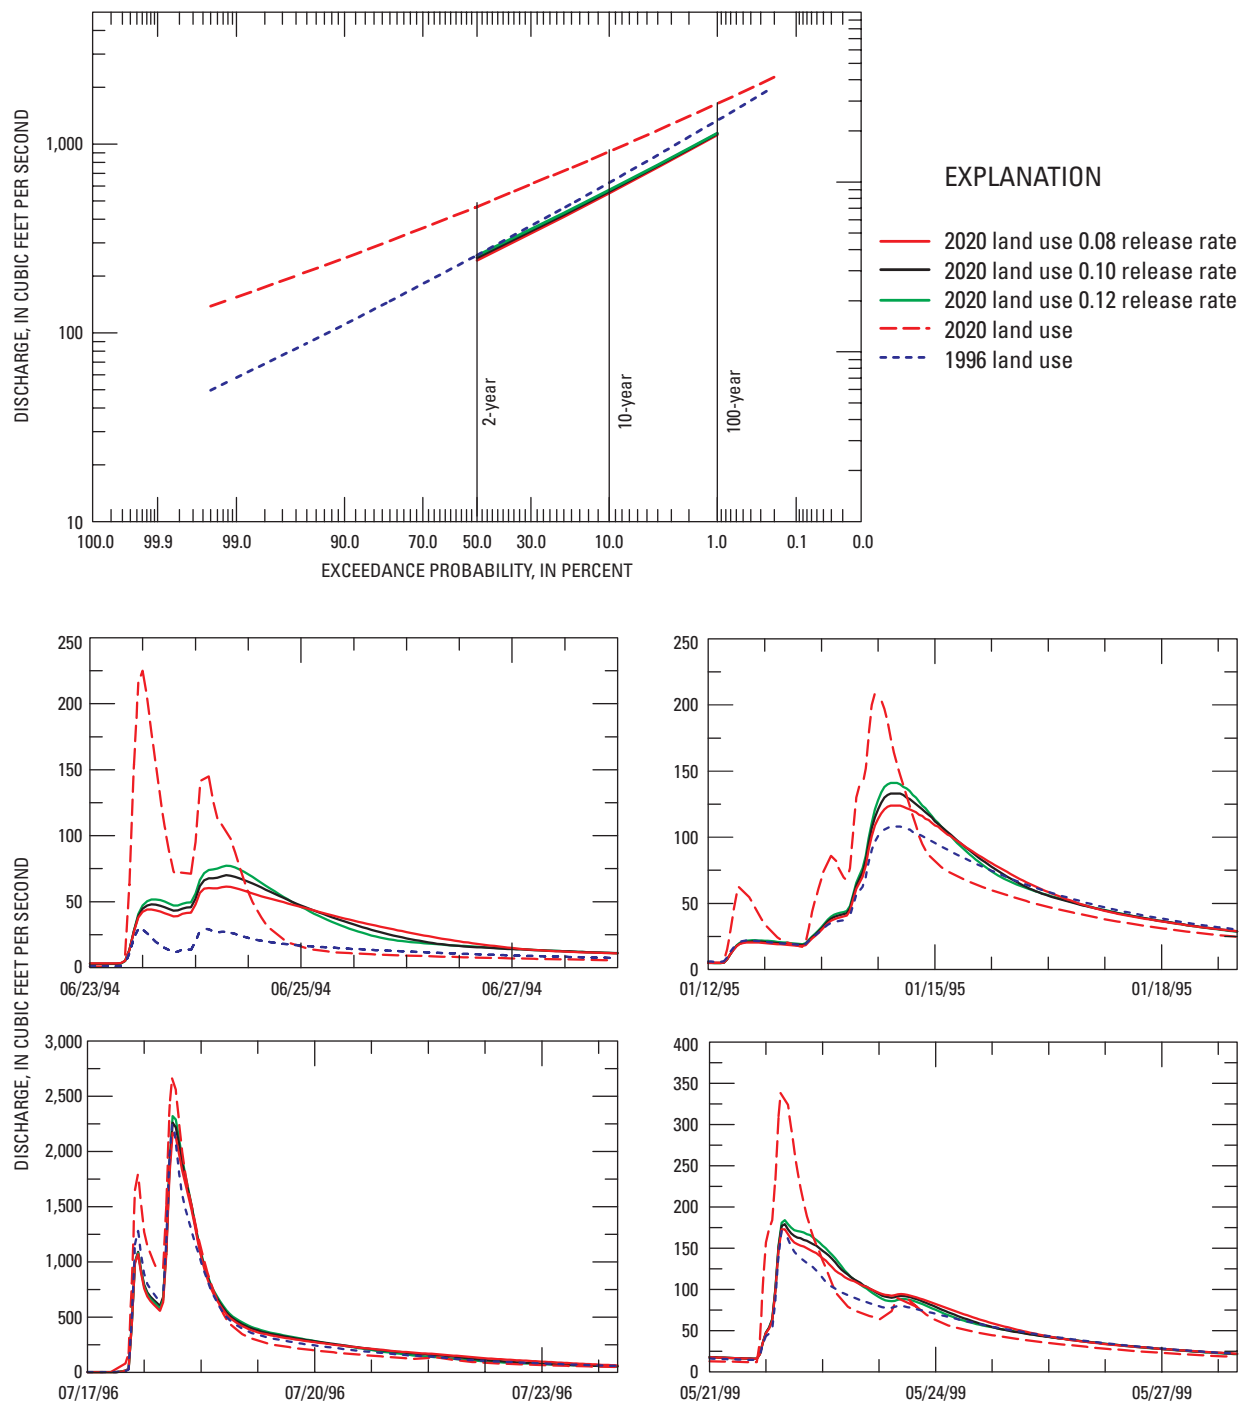 DISCHARGE, IN CUBIC FEET PER SECOND
1,000
100
10
2-year
10-year
100-year
100.0 99.9 99.0 90.0 70.0 50.0 30.0 10.0 1.0 0.1 0.0
EXCEEDANCE PROBABILITY, IN PERCENT
EXPLANATION
2020 land use 0.08 release rate
2020 land use 0.10 release rate
2020 land use 0.12 release rate
2020 land use
1996 land use
DISCHARGE, IN CUBIC FEET PER SECOND
250
200
150
100
50
0
06/23/94 06/25/94 06/27/94
250
200
150
100
50
0
01/12/95 01/15/95 01/18/95
3,000
2,500
2,000
1,500
1,000
500
0
07/17/96 07/20/96 07/23/96
400
350
300
250
200
150
100
50
0
05/21/99 05/24/99 05/27/99